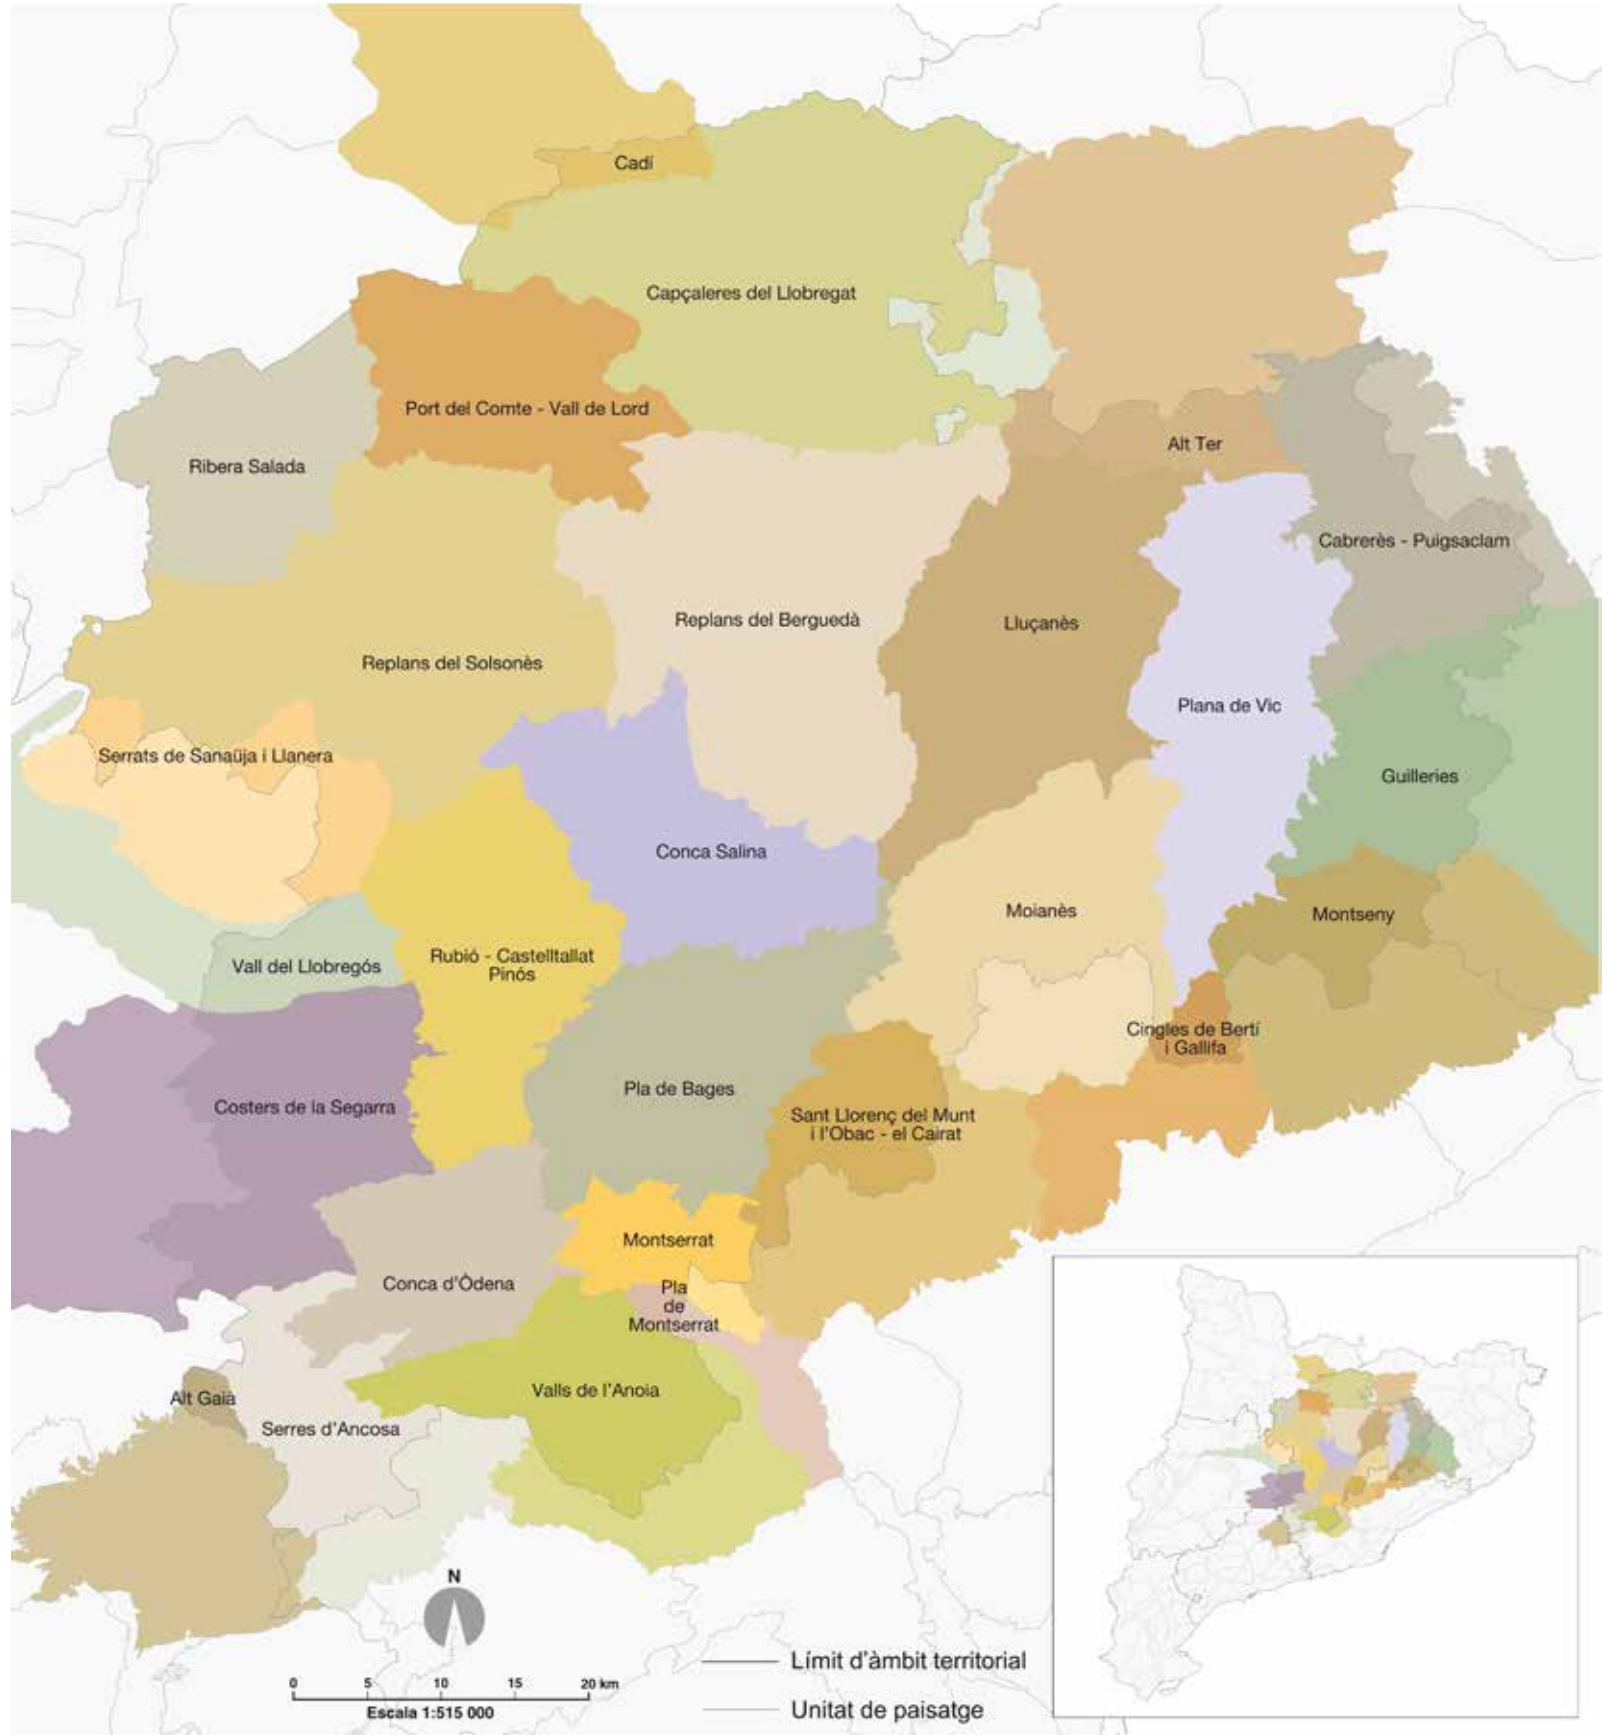 Cadí
Capçaleres del Llobregat
Port del Comte - Vall de Lord
Alt Ter
Ribera Salada
Cabrerès - Puigsaclam
Replans del Berguedà
Lluçanès
Replans del Solsonès
Plana de Vic
Serrats de Sanaüja i Llanera
Guilleries
Conca Salina
Moianès
Montseny
Rubió - Castelltallat
Pinós
Vall del Llobregós
Cingles de Bertí
i Gallifa
Pla de Bages
Costers de la Segarra
Sant Llorenç del Munt
i l'Obac - el Cairat
Montserrat
Conca d'Òdena
Pla
de
Montserrat
Valls de l'Anoia
Alt Gaià
Serres d'Ancosa
N
0 5 10 15 20 km
Escala 1:515 000
Límit d'àmbit territorial
Unitat de paisatge